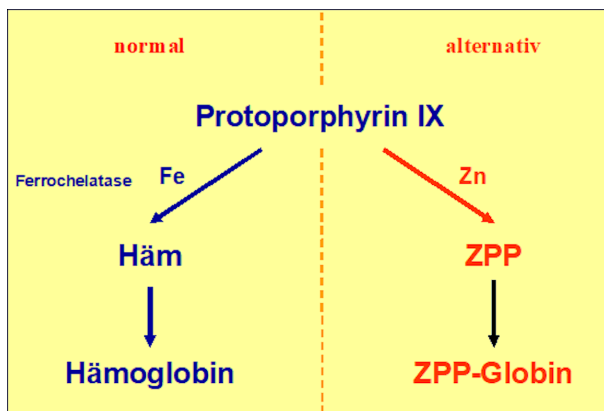 normal
alternativ
Protoporphyrin IX
Ferrochelatase
Fe
Zn
Häm
ZPP
Hämoglobin
ZPP-Globin